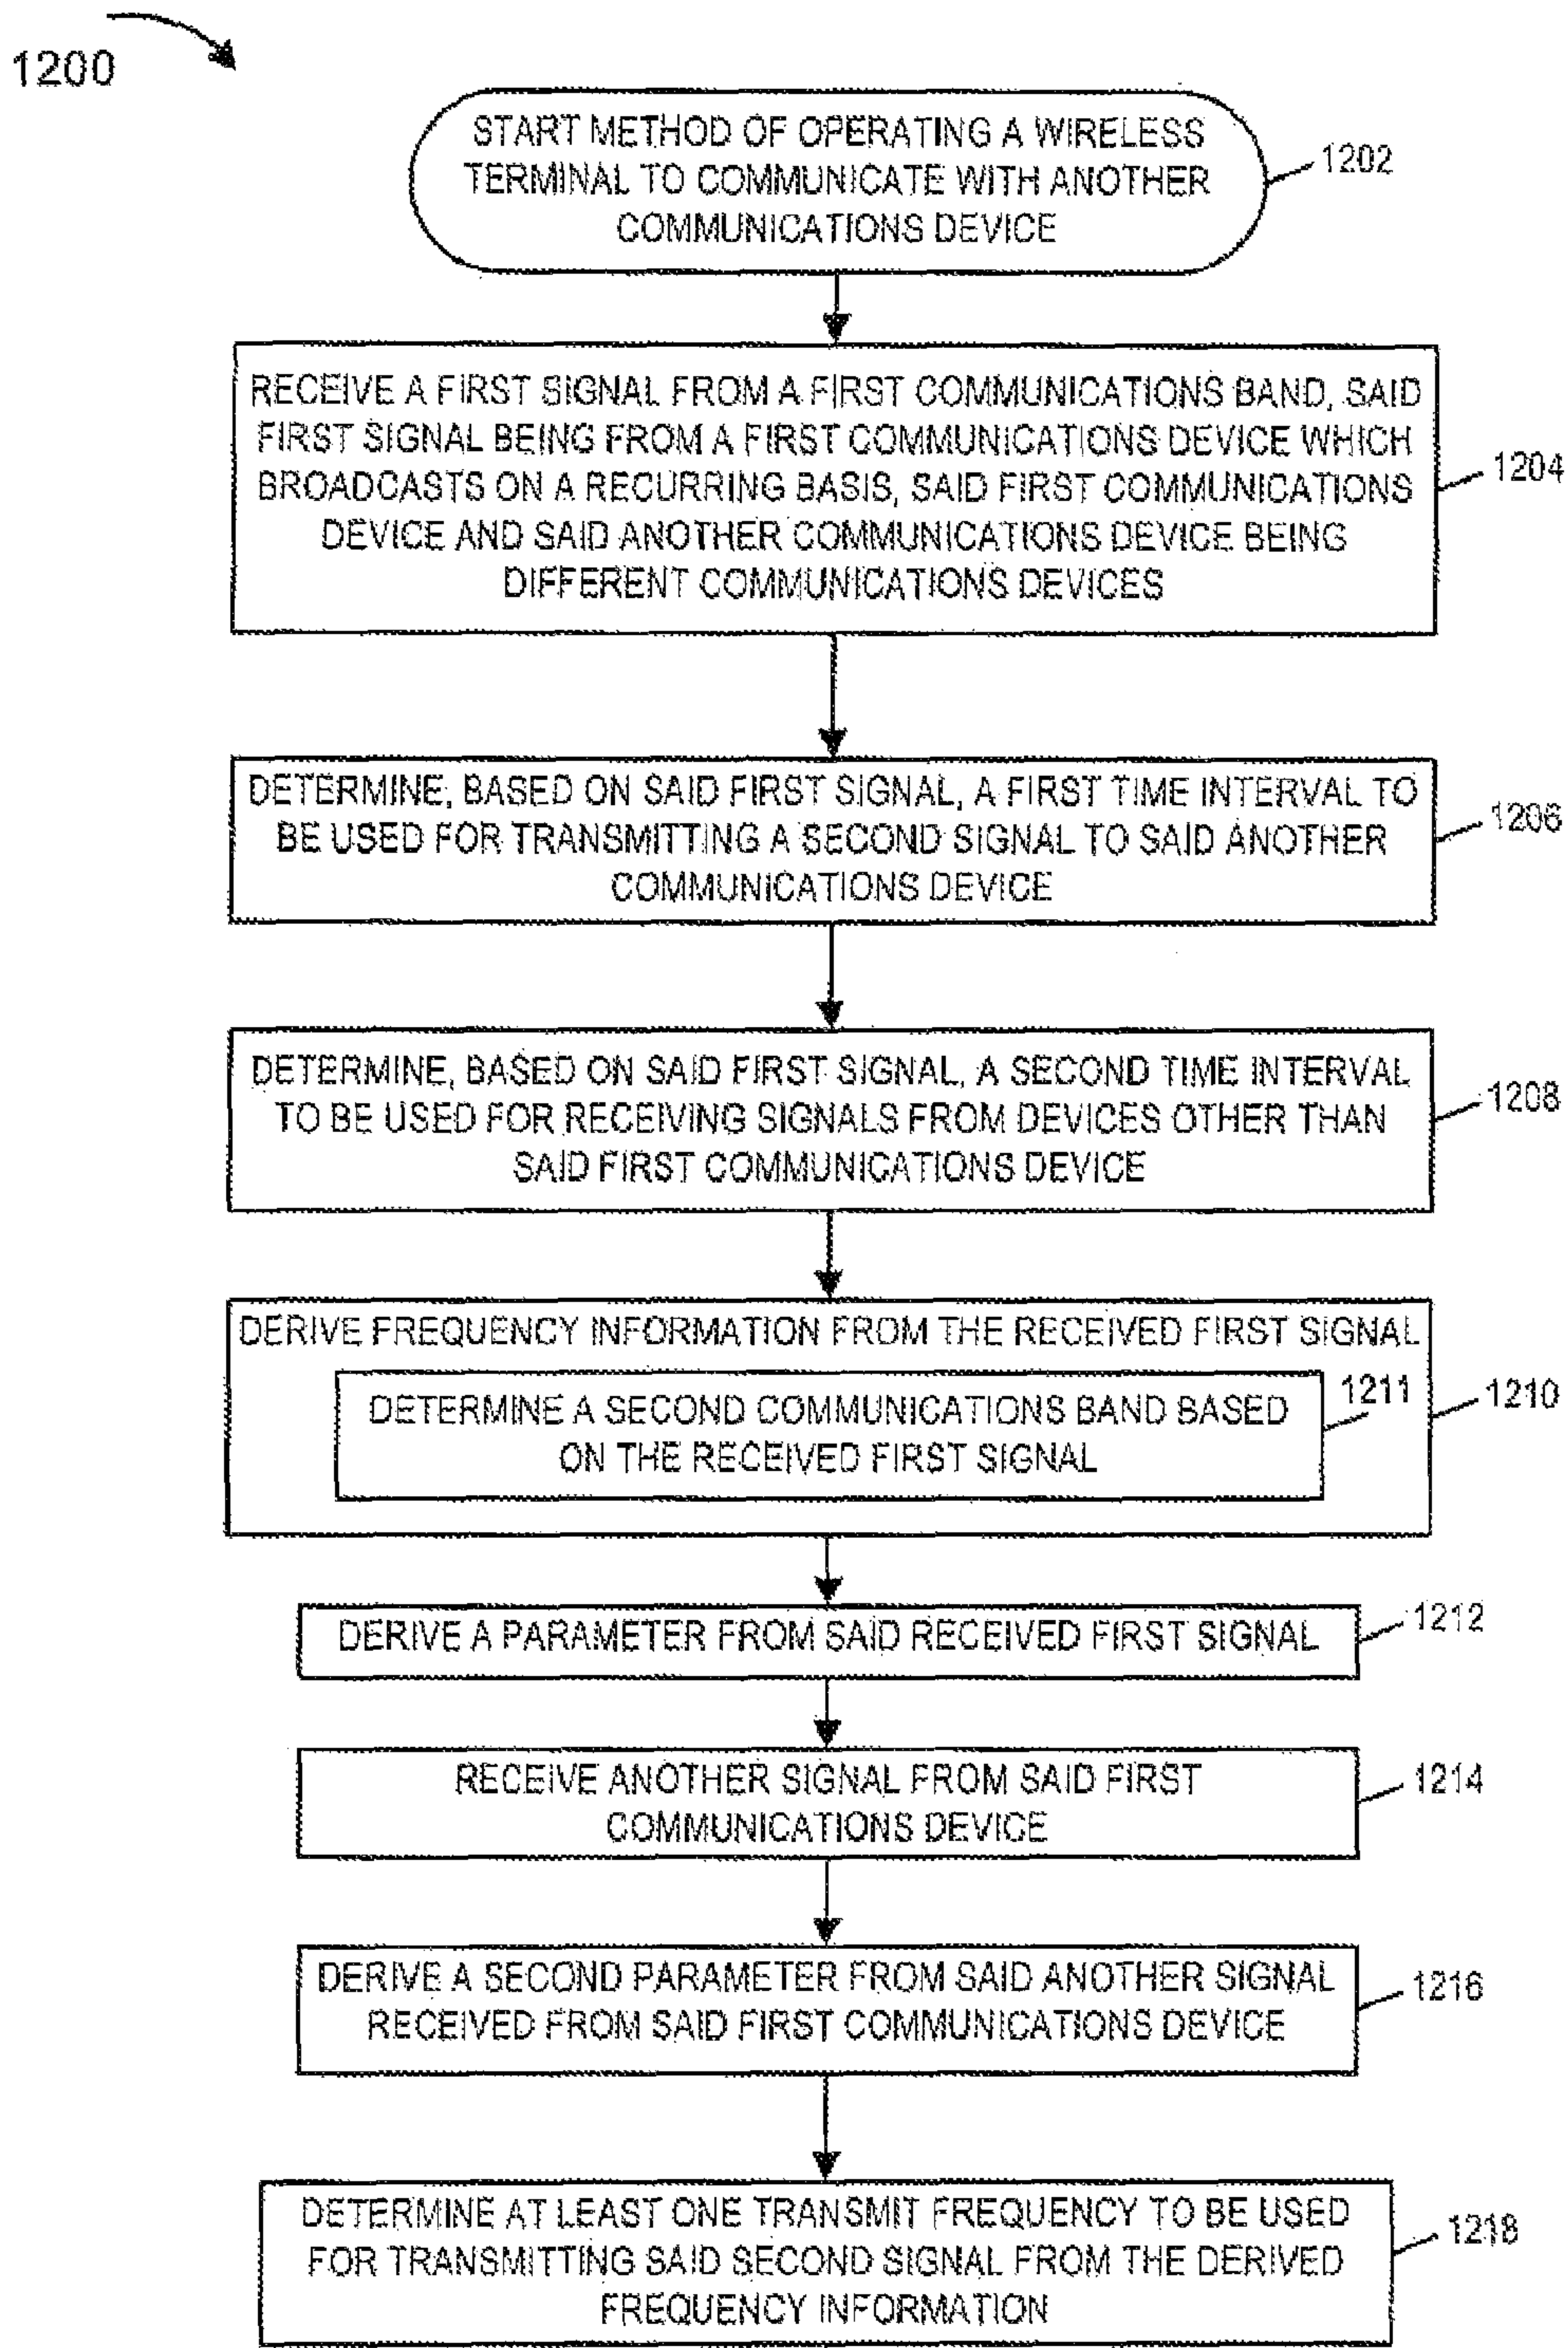 1200
START METHOD OF OPERATING A WIRELESS
TERMINAL TO COMMUNICATE WITH ANOTHER
COMMUNICATIONS DEVICE
1202
RECEIVE A FIRST SIGNAL FROM A FIRST COMMUNICATIONS BAND, SAID
FIRST SIGNAL BEING FROM A FIRST COMMUNICATIONS DEVICE WHICH
BROADCASTS ON A RECURRING BASIS, SAID FIRST COMMUNICATIONS
DEVICE AND SAID ANOTHER COMMUNICATIONS DEVICE BEING
DIFFERENT COMMUNICATIONS DEVICES
1204
DETERMINE, BASED ON SAID FIRST SIGNAL, A FIRST TIME INTERVAL TO
BE USED FOR TRANSMITTING A SECOND SIGNAL TO SAID ANOTHER
COMMUNICATIONS DEVICE
1206
DETERMINE, BASED ON SAID FIRST SIGNAL, A SECOND TIME INTERVAL
TO BE USED FOR RECEIVING SIGNALS FROM DEVICES OTHER THAN
SAID FIRST COMMUNICATIONS DEVICE
1208
DERIVE FREQUENCY INFORMATION FROM THE RECEIVED FIRST SIGNAL
1210
DETERMINE A SECOND COMMUNICATIONS BAND BASED
ON THE RECEIVED FIRST SIGNAL
1211
DERIVE A PARAMETER FROM SAID RECEIVED FIRST SIGNAL
1212
RECEIVE ANOTHER SIGNAL FROM SAID FIRST
COMMUNICATIONS DEVICE
1214
DERIVE A SECOND PARAMETER FROM SAID ANOTHER SIGNAL
RECEIVED FROM SAID FIRST COMMUNICATIONS DEVICE
1216
DETERMINE AT LEAST ONE TRANSMIT FREQUENCY TO BE USED
FOR TRANSMITTING SAID SECOND SIGNAL FROM THE DERIVED
FREQUENCY INFORMATION
1218